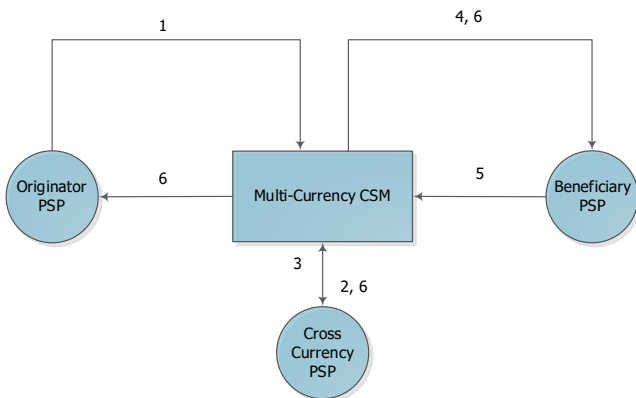 1
4, 6
Originator
PSP
6
Multi-Currency CSM
5
Beneficiary
PSP
3
2, 6
Cross
Currency
PSP